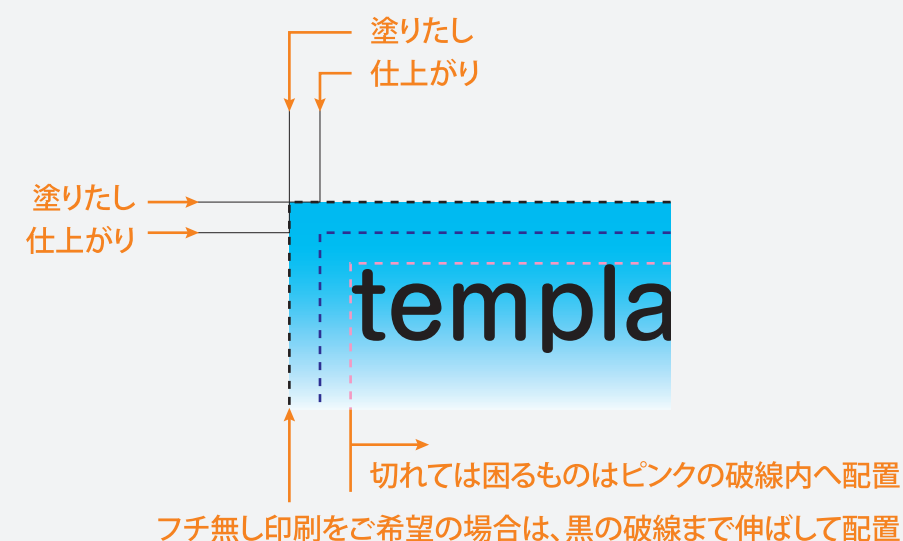 塗りたし
仕上がり
塗りたし
仕上がり
templa
切れては困るものはピンクの破線内へ配置
フチ無し印刷をご希望の場合は、黒の破線まで伸ばして配置